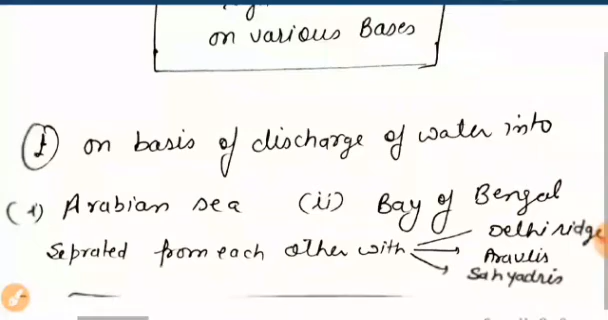 on various Bases
① on basis of discharge of water into
(i) Arabian sea (ii) Bay of Bengal
Seprated from each other with → Delhi ridge
→ Aravlis
→ Sahyadris